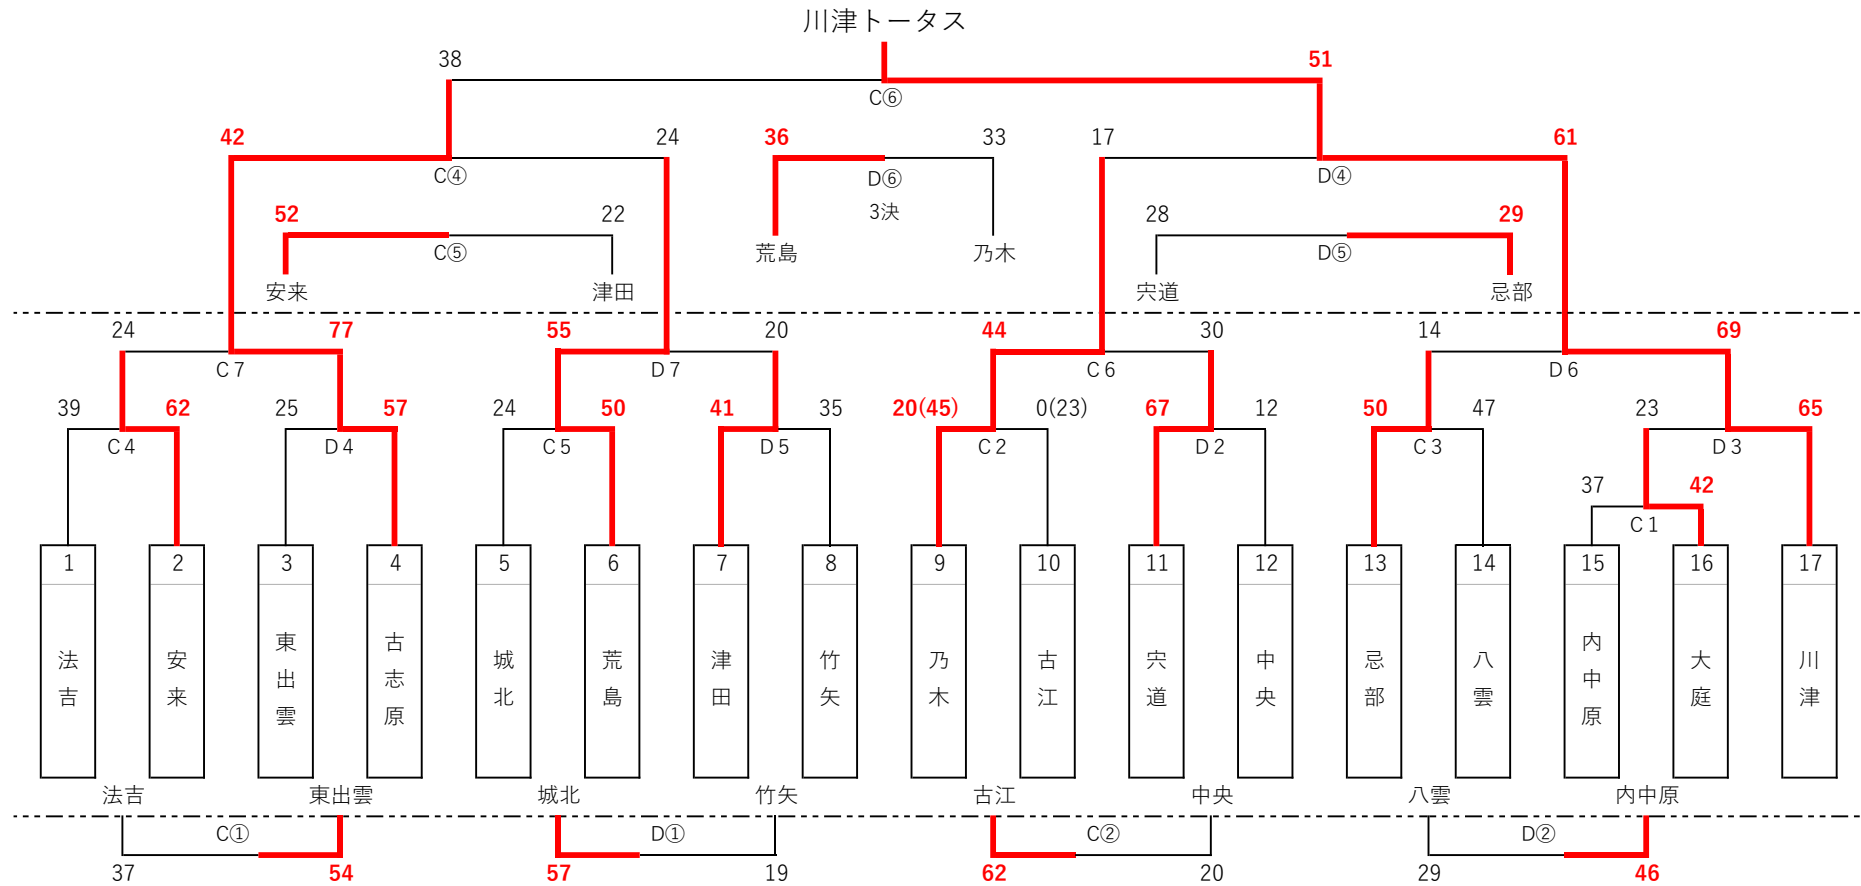 川津トータス
38 51
C⑥
42 24 36 33 17 61
C④ D⑥ D④
3決
52 22 28 29
C⑤ 荒島 乃木 D⑤
安来 津田 宍道 忌部
24 77 55 20 44 30 14 69
C7 D7 C6 D6
39 62 25 57 24 50 41 35 20(45) 0(23) 67 12 50 47 23 65
C4 D4 C5 D5 C2 D2 C3 D3
37 42
C1
1 2 3 4 5 6 7 8 9 10 11 12 13 14 15 16 17
法吉 安来 東出雲 古志原 城北 荒島 津田 竹矢 乃木 古江 宍道 中央 忌部 八雲 内中原 大庭 川津
法吉 東出雲 城北 竹矢 古江 中央 八雲 内中原
C① D① C② D②
37 54 57 19 62 20 29 46